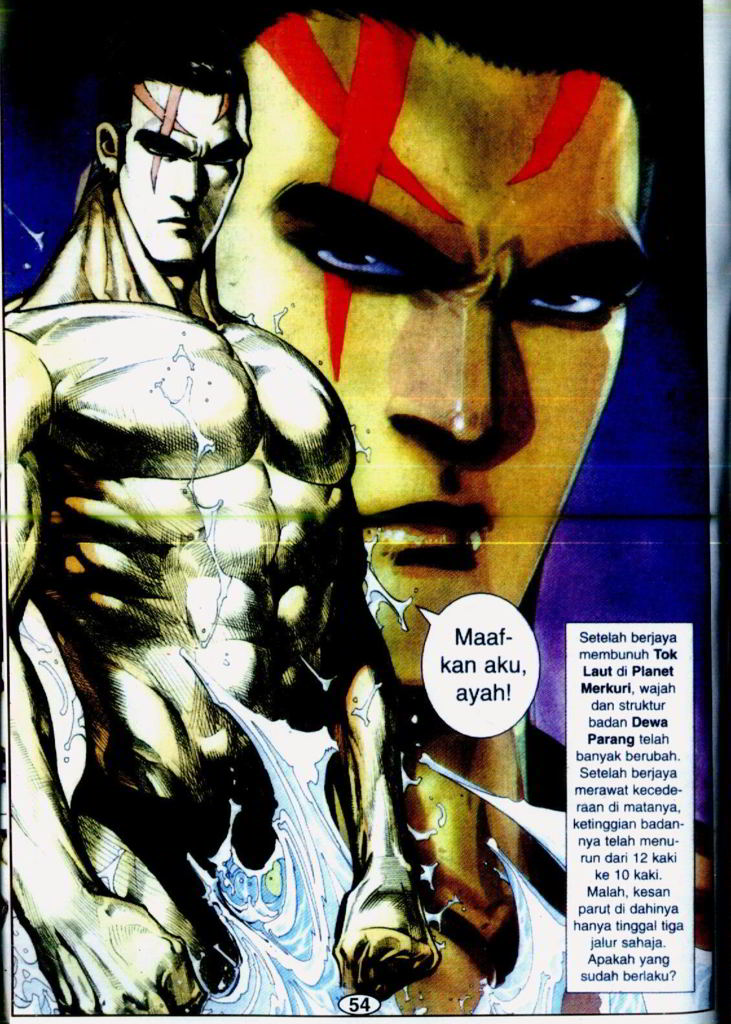 Maaf-
kan aku,
ayah!
Setelah berjaya
membunuh Tok
Laut di Planet
Merkuri, wajah
dan struktur
badan Dewa
Parang telah
banyak berubah.
Setelah berjaya
merawat kecede-
raan di matanya,
ketinggian badan-
nya telah menu-
run dari 12 kaki
ke 10 kaki.
Malah, kesan
parut di dahinya
hanya tinggal tiga
jalur sahaja.
Apakah yang
sudah berlaku?
54